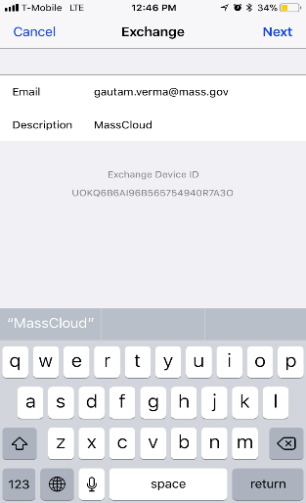 T-Mobile LTE 12:46 PM 34%
Cancel Exchange Next
Email gautam.verma@mass.gov
Description MassCloud
Exchange Device ID
UOKQ6B6AI96B565754940R7A3O
“MassCloud”
q w e r t y u i o p
a s d f g h j k l
z x c v b n m
123 space return